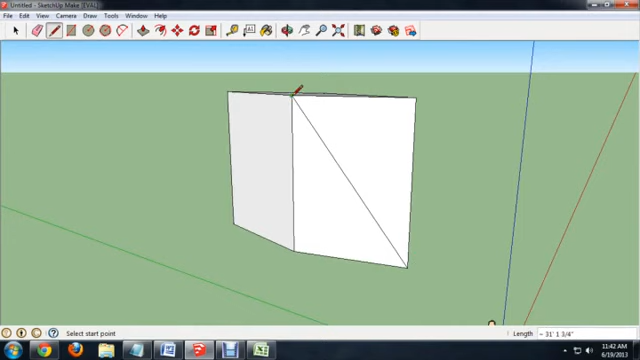 Untitled - SketchUp Make [EVAL]
File Edit View Camera Draw Tools Window Help
Select start point
Length ~ 31' 1 3/4"
11:42 AM
6/19/2013